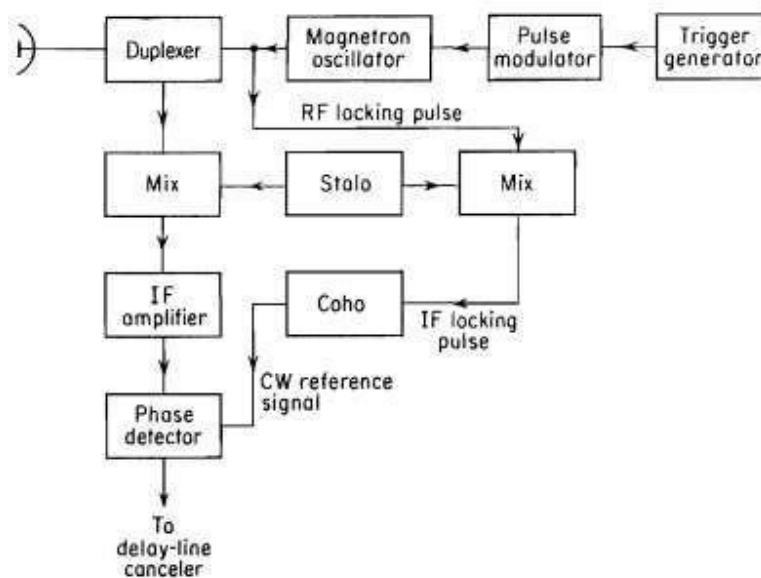 Duplexer
Magnetron
oscillator
Pulse
modulator
Trigger
generator
RF locking pulse
Mix
Stalo
Mix
IF
amplifier
Coho
IF locking
pulse
CW reference
signal
Phase
detector
To
delay-line
canceler